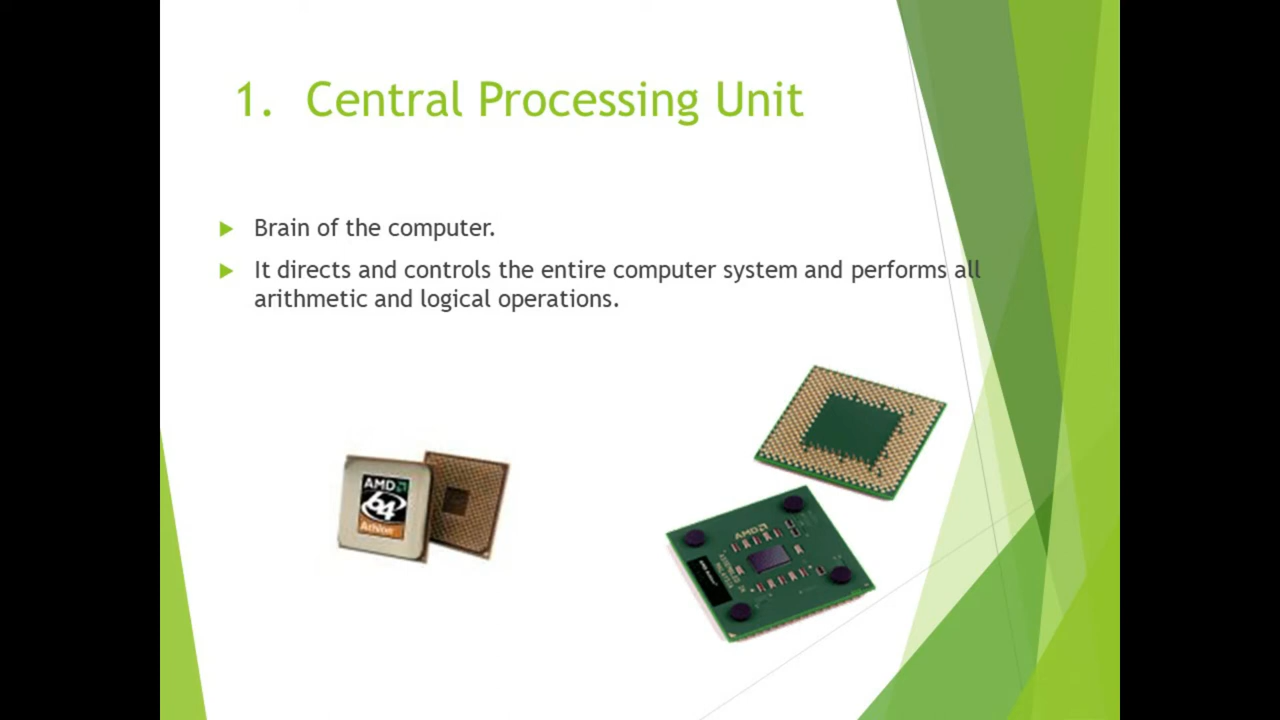 1. Central Processing Unit
Brain of the computer.
It directs and controls the entire computer system and performs all
arithmetic and logical operations.
AMD
64
Athlon
AMD